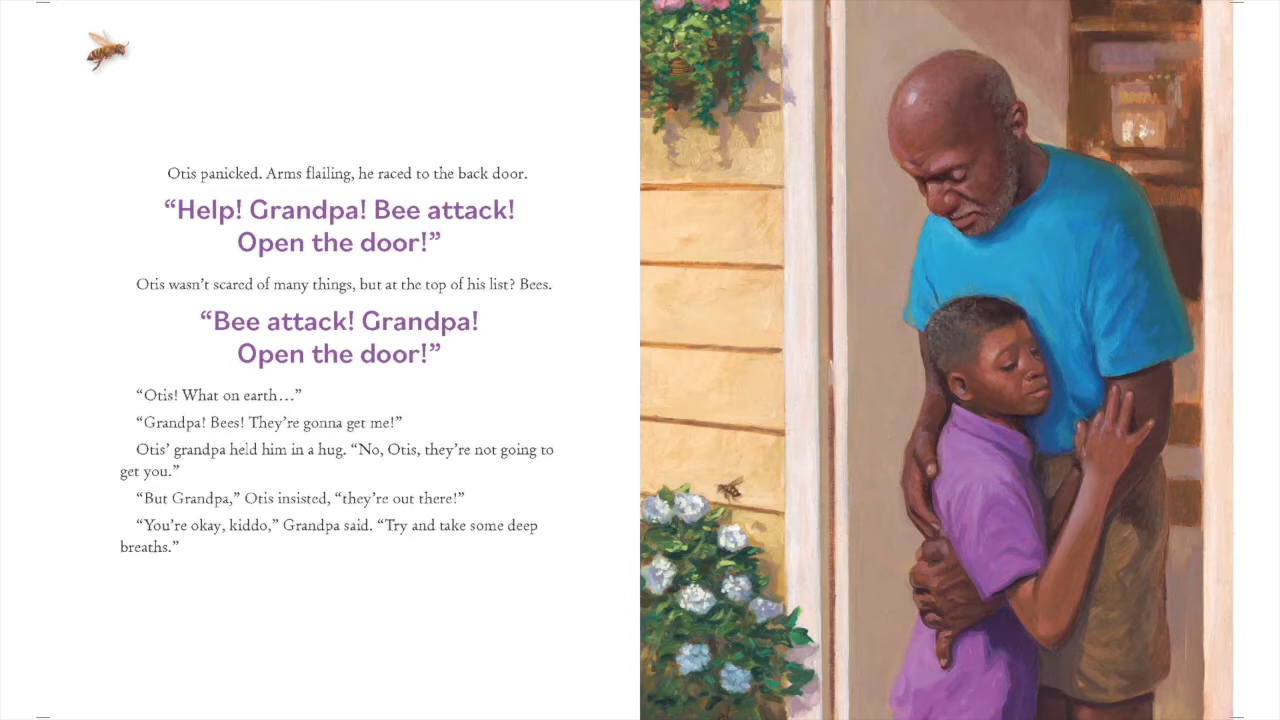 Otis panicked. Arms flailing, he raced to the back door.
“Help! Grandpa! Bee attack!
Open the door!”
Otis wasn’t scared of many things, but at the top of his list? Bees.
“Bee attack! Grandpa!
Open the door!”
“Otis! What on earth…”
“Grandpa! Bees! They’re gonna get me!”
Otis’ grandpa held him in a hug. “No, Otis, they’re not going to
get you.”
“But Grandpa,” Otis insisted, “they’re out there!”
“You’re okay, kiddo,” Grandpa said. “Try and take some deep
breaths.”